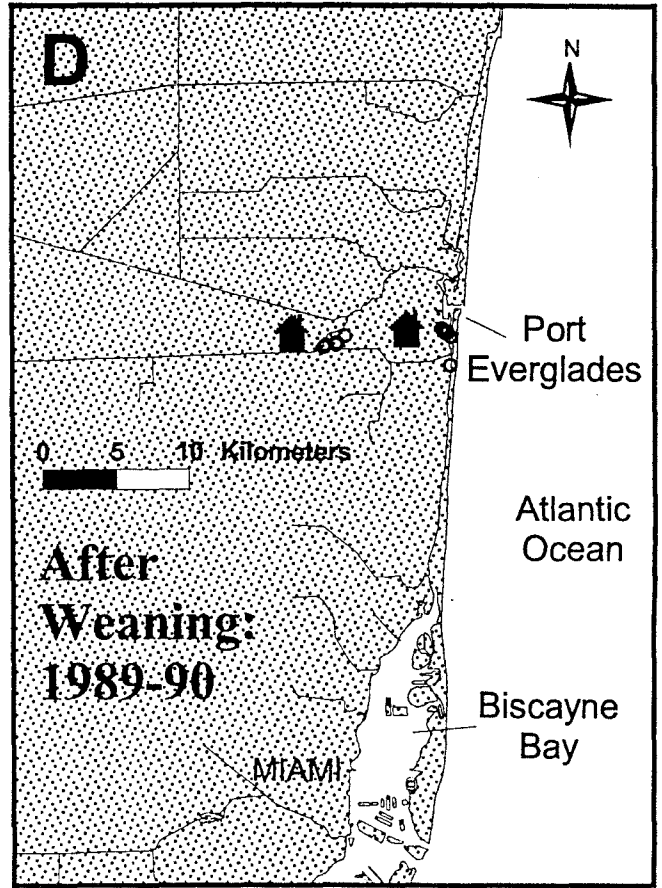 D
N
Port
Everglades
0 5 10 Kilometers
Atlantic
Ocean
After
Weaning:
1989-90
Biscayne
Bay
MIAMI